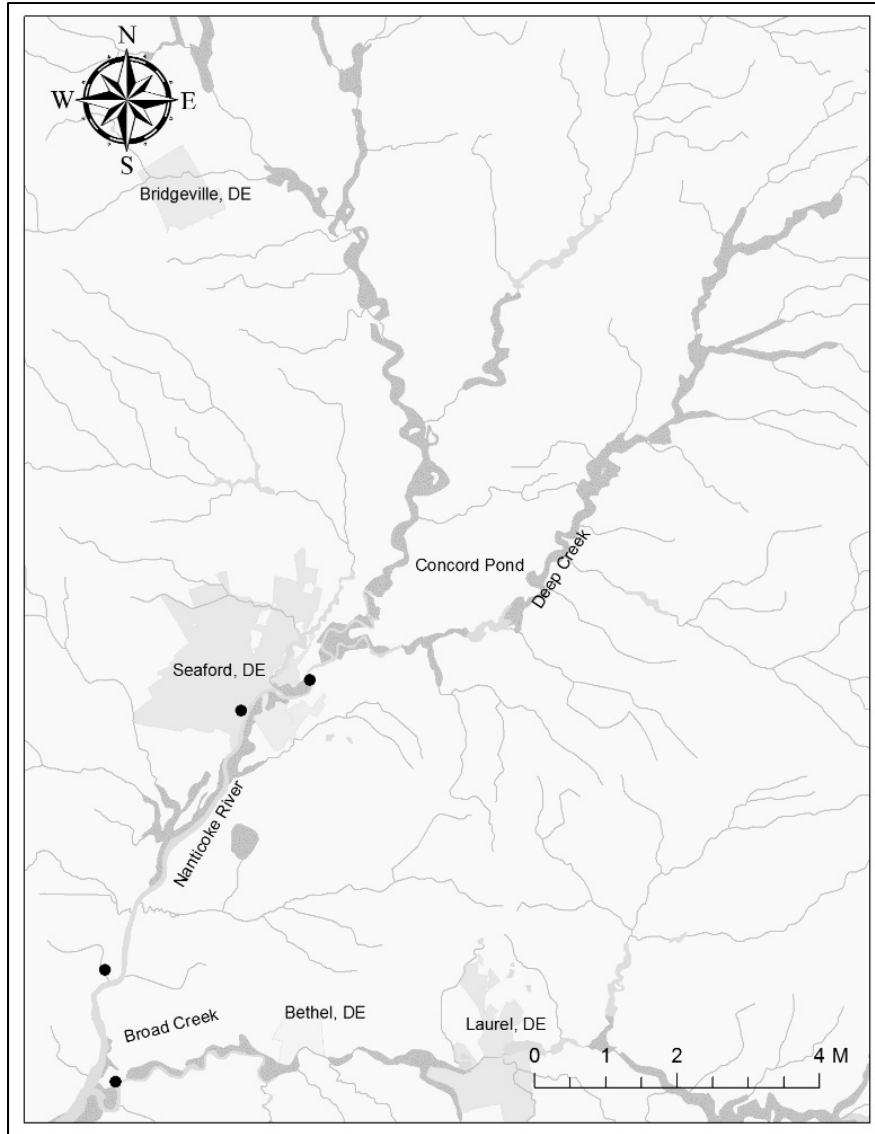 N
W E
S
Bridgeville, DE
Concord Pond
Deep Creek
Seaford, DE
Nanticoke River
Broad Creek
Bethel, DE
Laurel, DE
0 1 2 4 M